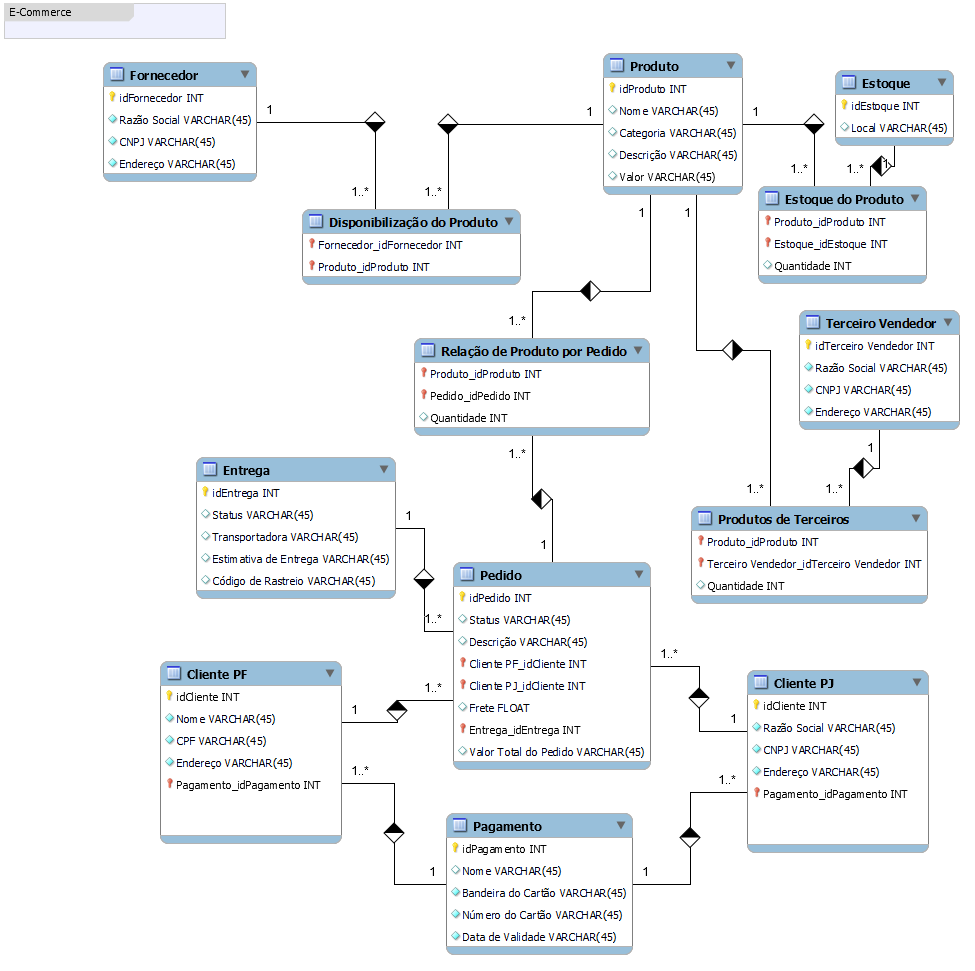 E-Commerce
Fornecedor
idFornecedor INT
Razão Social VARCHAR(45)
CNPJ VARCHAR(45)
Endereço VARCHAR(45)
1
1..*
Produto
idProduto INT
Nome VARCHAR(45)
Categoria VARCHAR(45)
Descrição VARCHAR(45)
Valor VARCHAR(45)
1
1..*
1
1..*
Estoque
idEstoque INT
Local VARCHAR(45)
1
1..*
Estoque do Produto
Produto_idProduto INT
Estoque_idEstoque INT
Quantidade INT
Disponibilização do Produto
Fornecedor_idFornecedor INT
Produto_idProduto INT
1
1
1..*
Relação de Produto por Pedido
Produto_idProduto INT
Pedido_idPedido INT
Quantidade INT
1..*
1
Terceiro Vendedor
idTerceiro Vendedor INT
Razão Social VARCHAR(45)
CNPJ VARCHAR(45)
Endereço VARCHAR(45)
1
1..*
1..*
Produtos de Terceiros
Produto_idProduto INT
Terceiro Vendedor_idTerceiro Vendedor INT
Quantidade INT
Entrega
idEntrega INT
Status VARCHAR(45)
Transportadora VARCHAR(45)
Estimativa de Entrega VARCHAR(45)
Código de Rastreio VARCHAR(45)
1
1..*
Pedido
idPedido INT
Status VARCHAR(45)
Descrição VARCHAR(45)
Cliente PF_idCliente INT
Cliente PJ_idCliente INT
Frete FLOAT
Entrega_idEntrega INT
Valor Total do Pedido VARCHAR(45)
1..*
1
Cliente PF
idCliente INT
Nome VARCHAR(45)
CPF VARCHAR(45)
Endereço VARCHAR(45)
Pagamento_idPagamento INT
1
1..*
1..*
1
Cliente PJ
idCliente INT
Razão Social VARCHAR(45)
CNPJ VARCHAR(45)
Endereço VARCHAR(45)
Pagamento_idPagamento INT
1..*
1
Pagamento
idPagamento INT
Nome VARCHAR(45)
Bandeira do Cartão VARCHAR(45)
Número do Cartão VARCHAR(45)
Data de Validade VARCHAR(45)